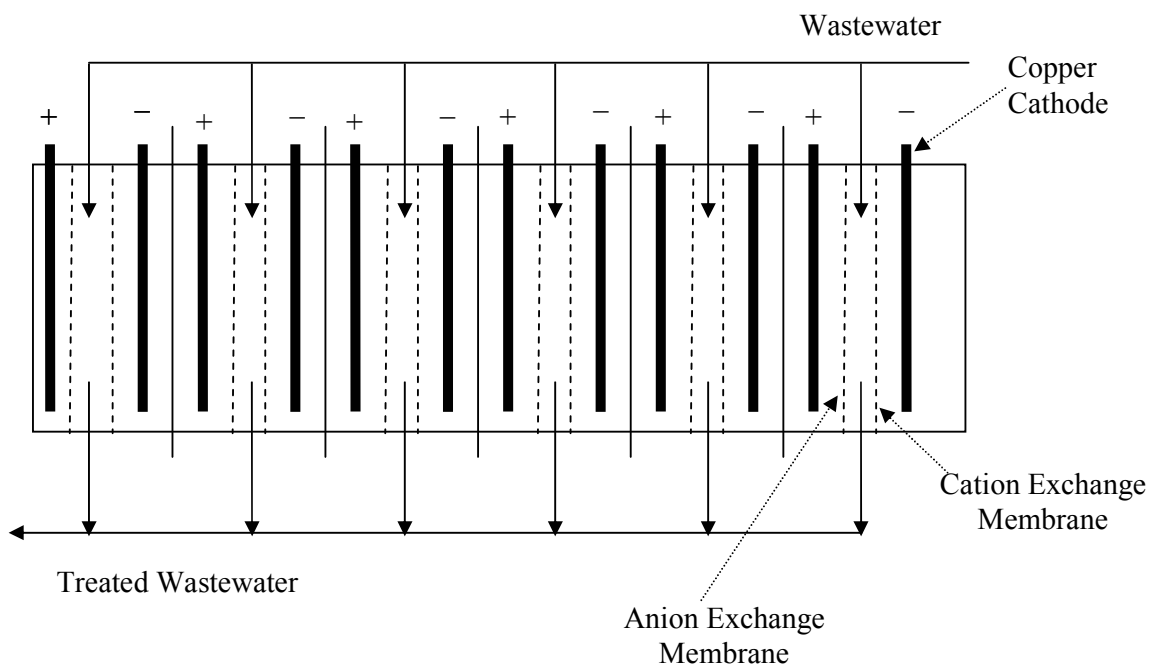 Wastewater
Copper
Cathode
+ − + − + − + − + − + −
Cation Exchange
Membrane
Treated Wastewater
Anion Exchange
Membrane